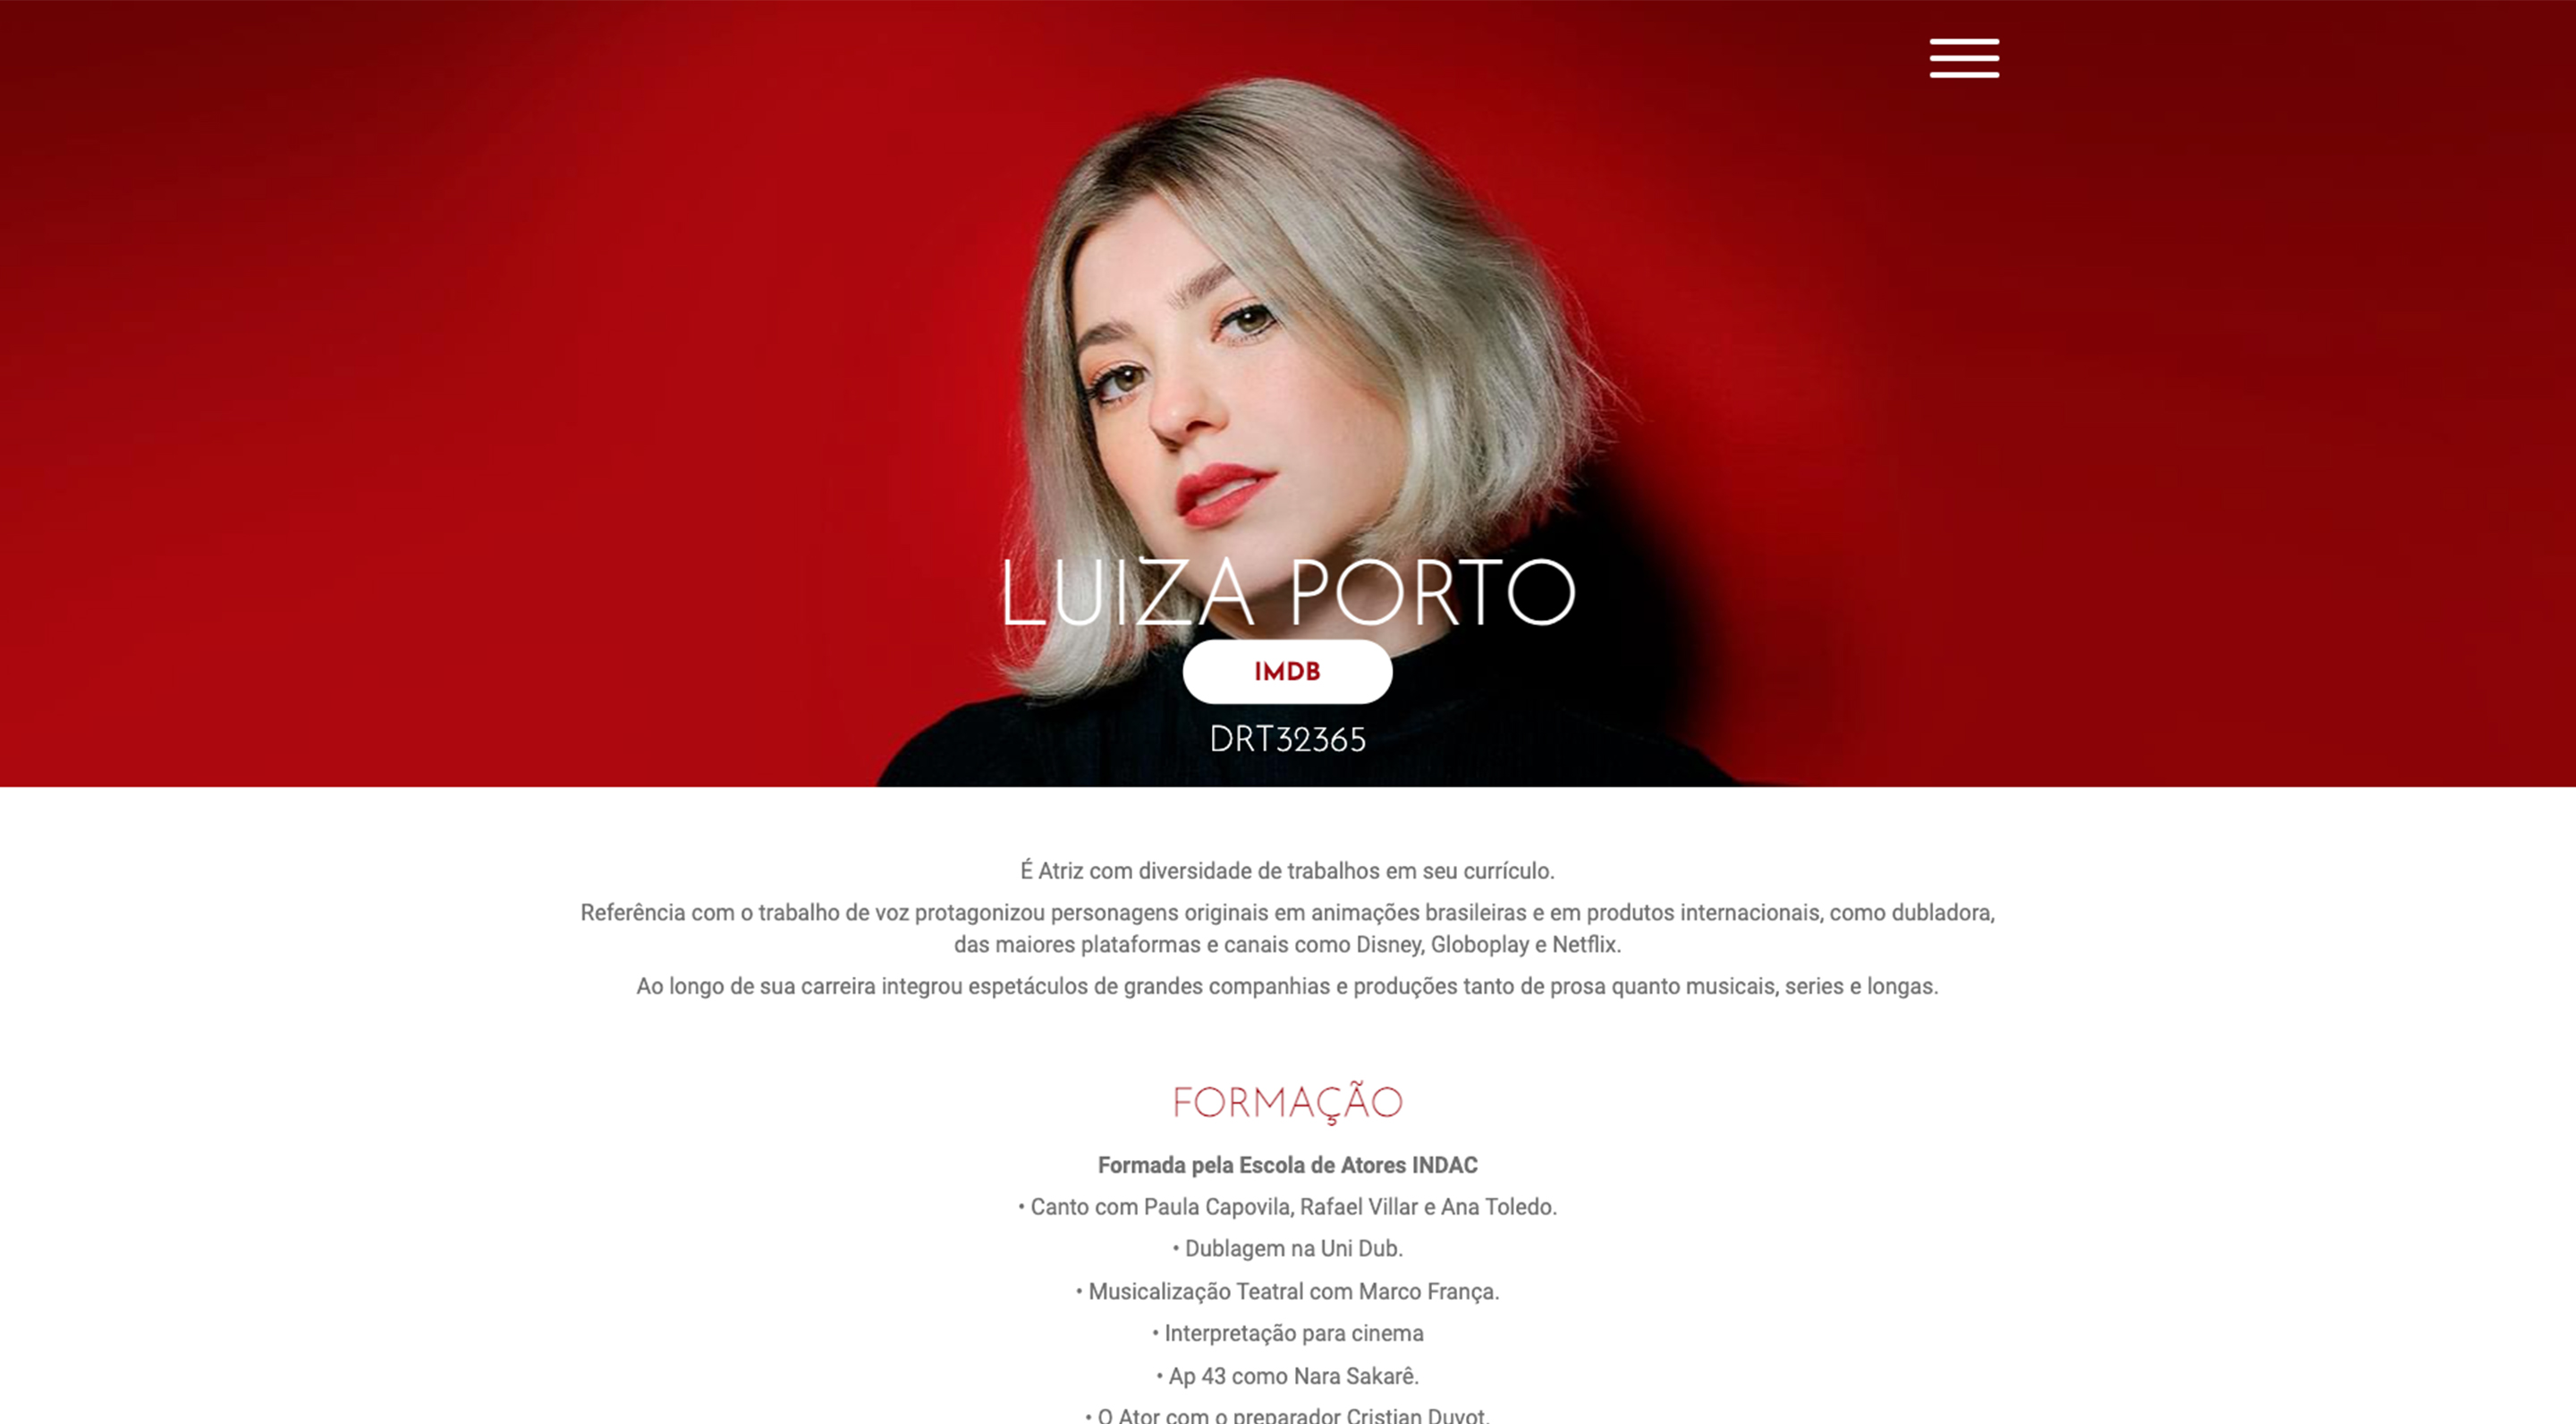 LUIZA PORTO
IMDB
DRT32365
É Atriz com diversidade de trabalhos em seu currículo.
Referência com o trabalho de voz protagonizou personagens originais em animações brasileiras e em produtos internacionais, como dubladora,
das maiores plataformas e canais como Disney, Globoplay e Netflix.
Ao longo de sua carreira integrou espetáculos de grandes companhias e produções tanto de prosa quanto musicais, series e longas.
FORMAÇÃO
Formada pela Escola de Atores INDAC
• Canto com Paula Capovila, Rafael Villar e Ana Toledo.
• Dublagem na Uni Dub.
• Musicalização Teatral com Marco França.
• Interpretação para cinema
• Ap 43 como Nara Sakarê.
• O Ator com o preparador Cristian Duvot.